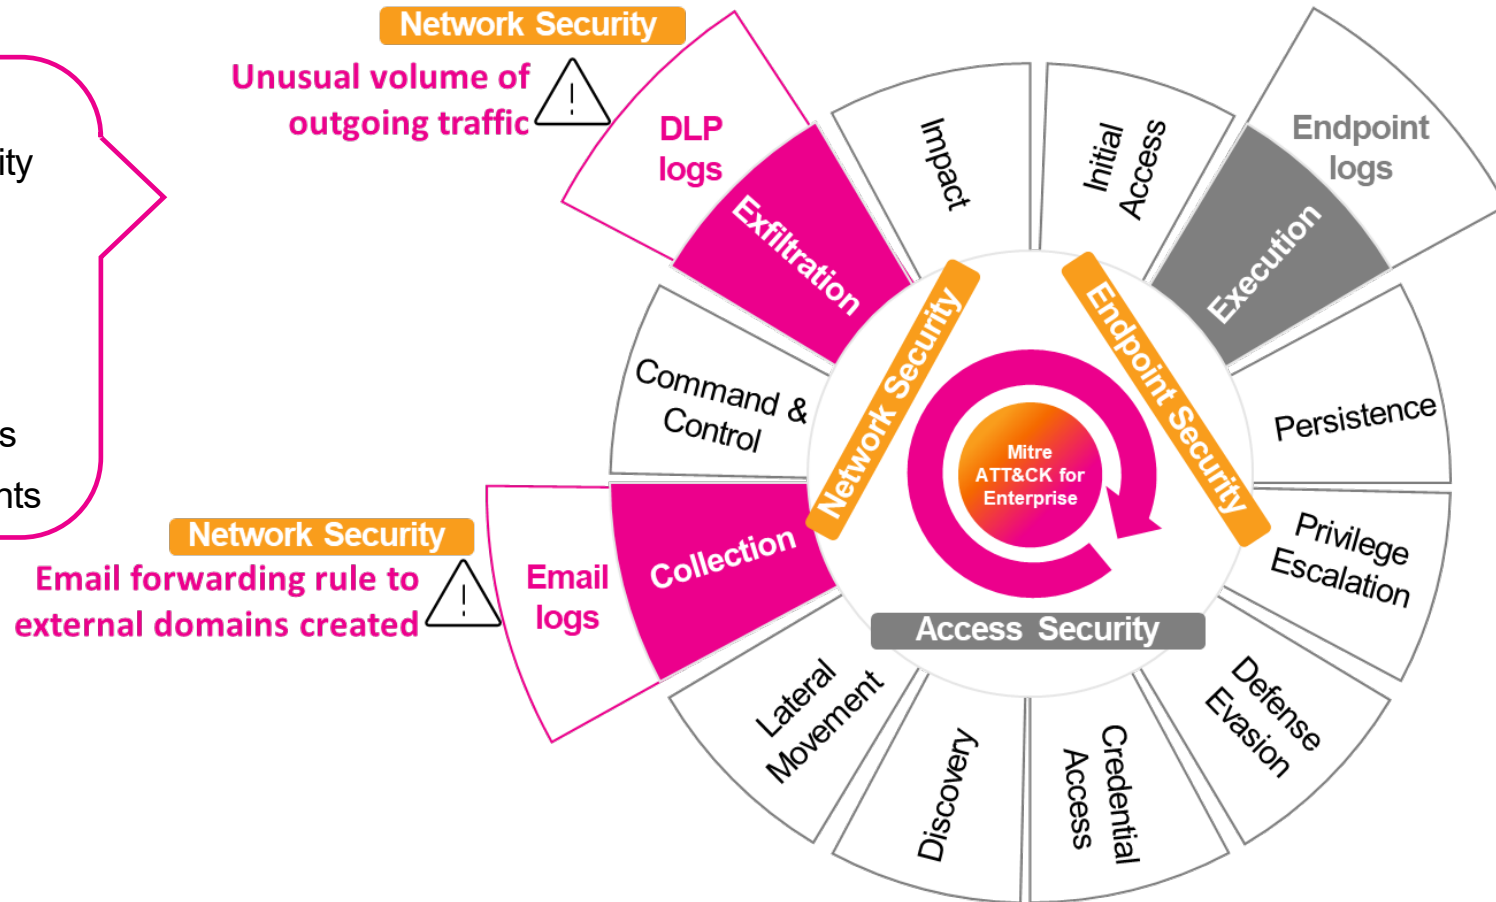 Network Security
Unusual volume of
outgoing traffic
DLP
logs
Exfiltration
Impact
Initial
Access
Endpoint
logs
Execution
Command &
Control
Network Security
Endpoint Security
Persistence
Mitre
ATT&CK for
Enterprise
Network Security
Email forwarding rule to
external domains created
Email
logs
Collection
Privilege
Escalation
Access Security
Lateral
Movement
Discovery
Credential
Access
Defense
Evasion